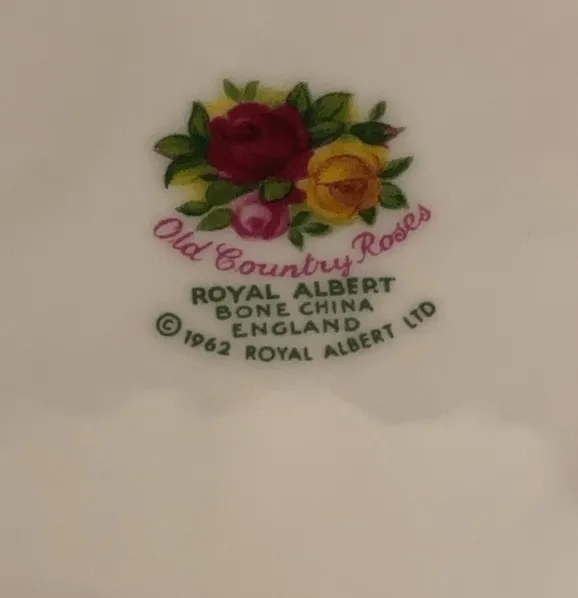 Old Country Roses
ROYAL ALBERT
BONE CHINA
ENGLAND
© 1962 ROYAL ALBERT LTD